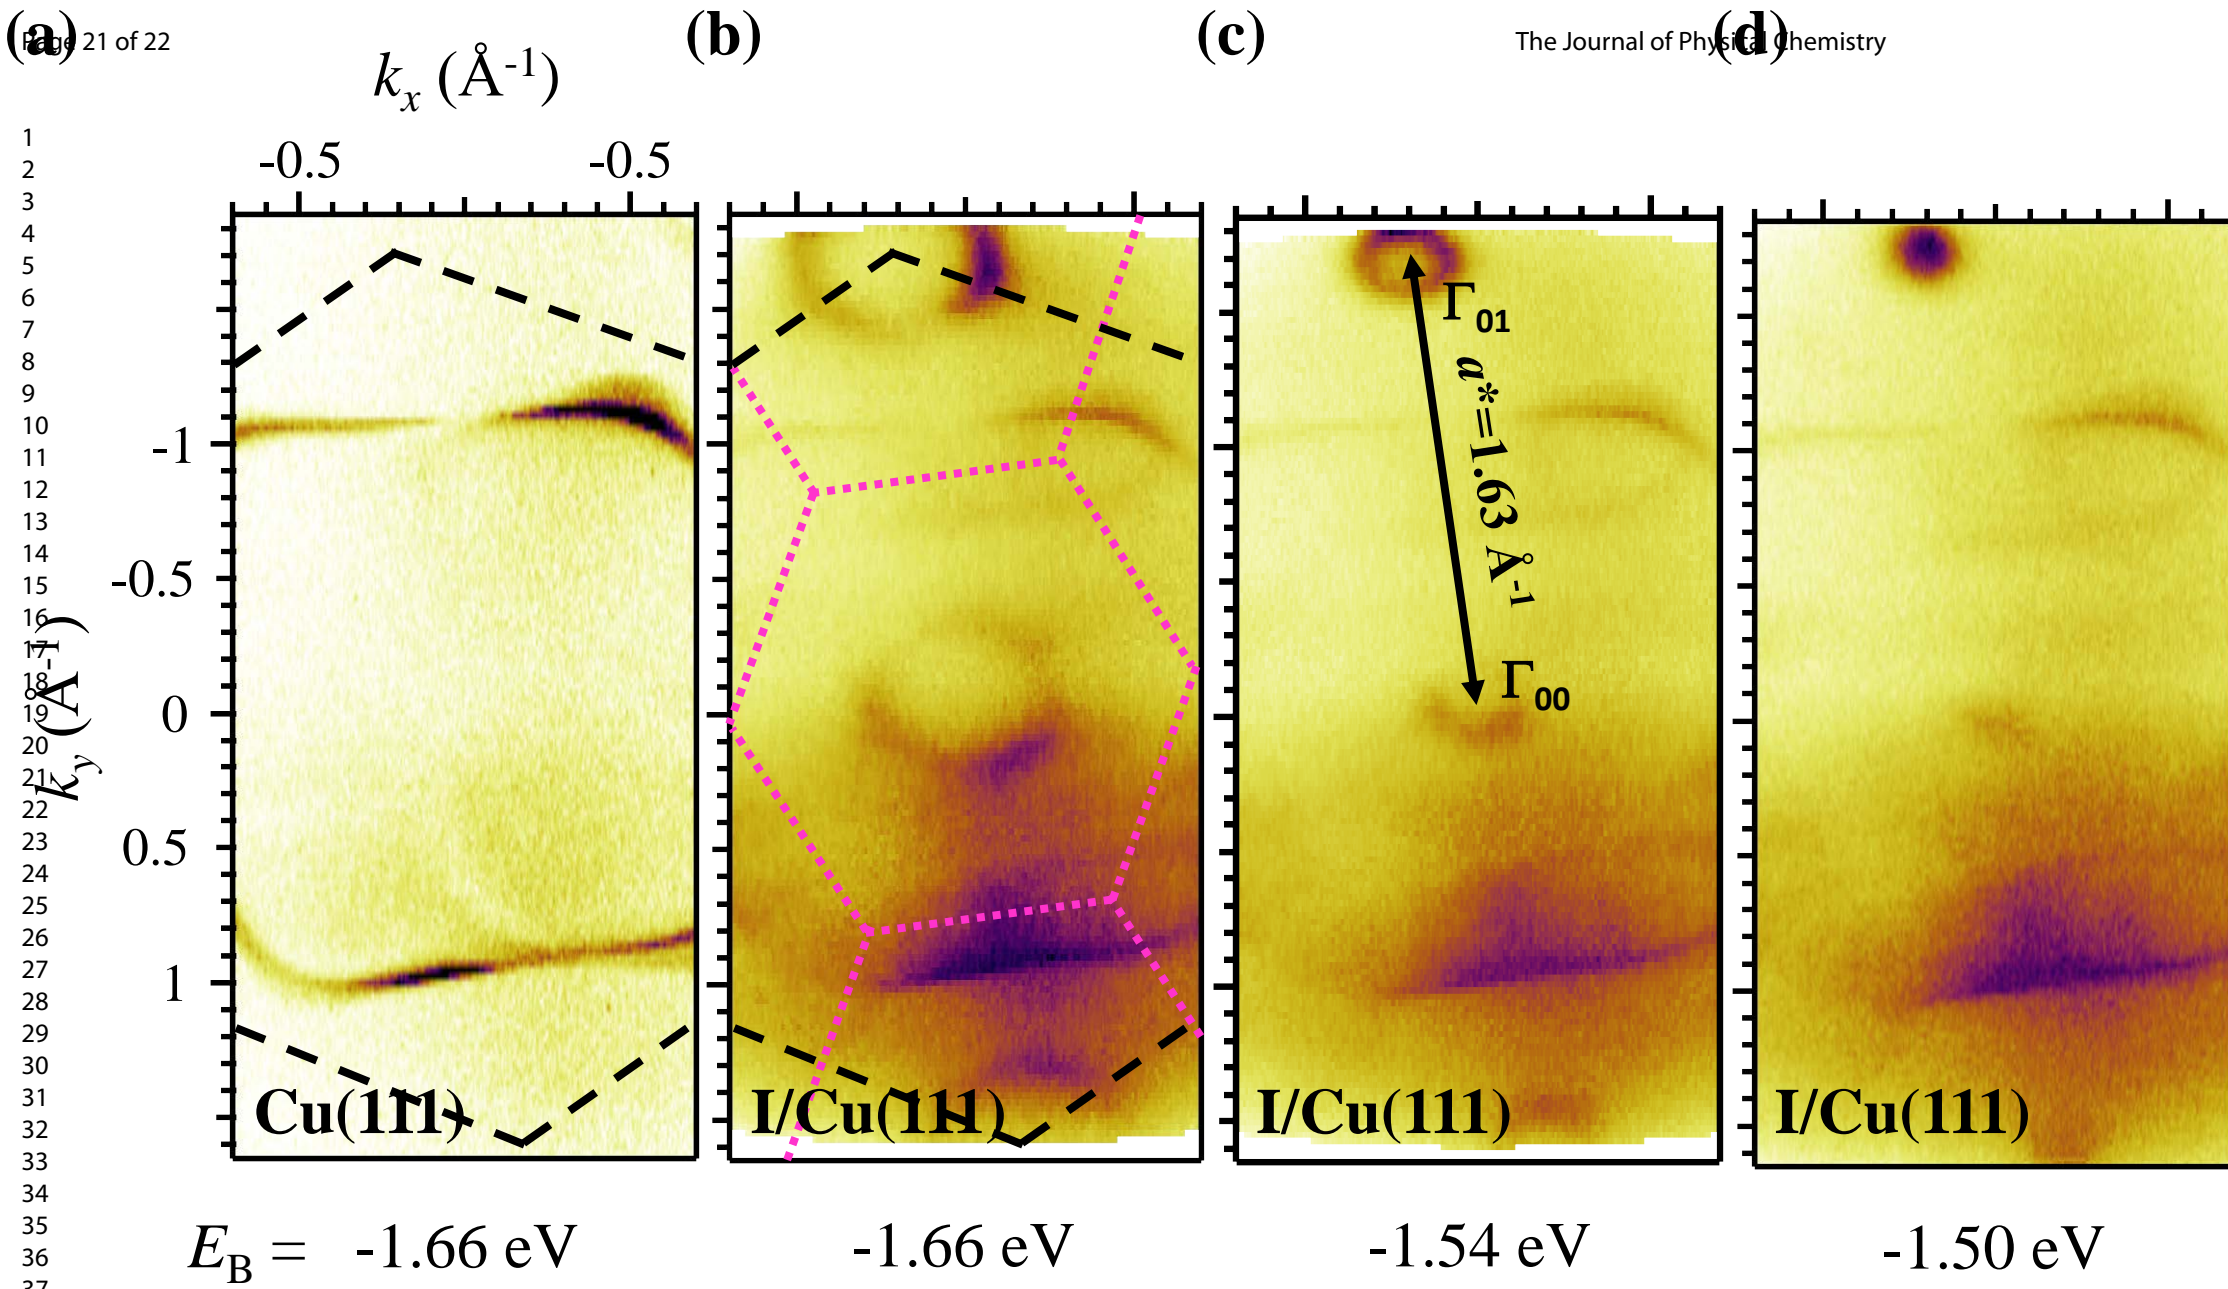 (a)
(b)
(c)
(d)
Page 21 of 22
The Journal of Physical Chemistry
kx (Å-1)
-0.5
-0.5
1
2
3
4
5
6
7
8
9
10
11
12
13
14
15
16
17
18
19
20
21
22
23
24
25
26
27
28
29
30
31
32
33
34
35
36
37
ky (Å-1)
-1
-0.5
0
0.5
1
Γ01
a*=1.63 Å-1
Γ00
Cu(111)
I/Cu(111)
I/Cu(111)
I/Cu(111)
EB = -1.66 eV
-1.66 eV
-1.54 eV
-1.50 eV